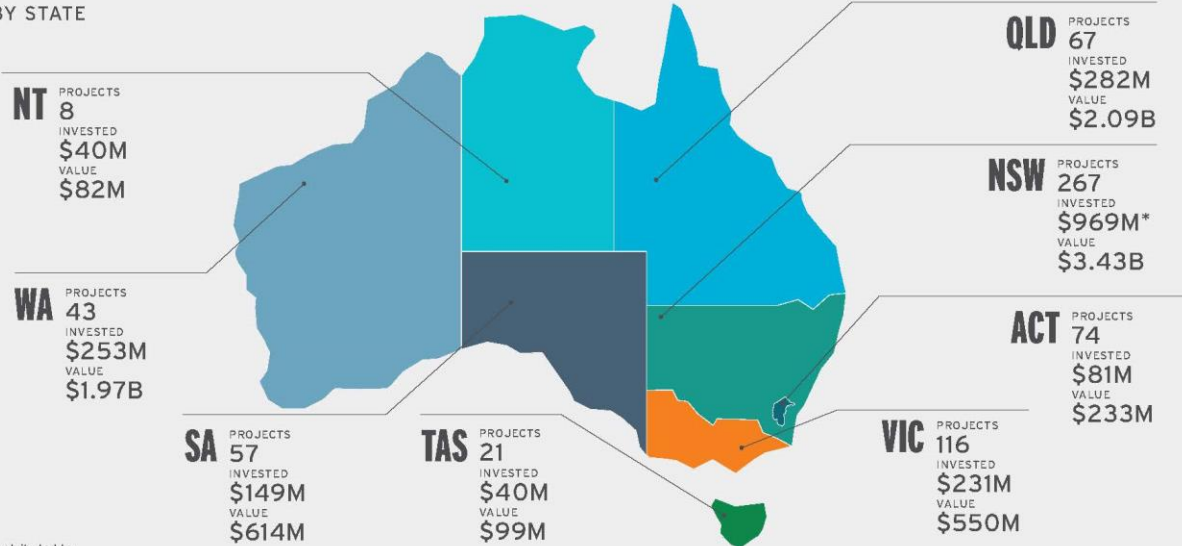 BY STATE
NT
PROJECTS
8
INVESTED
$40M
VALUE
$82M
QLD
PROJECTS
67
INVESTED
$282M
VALUE
$2.09B
NSW
PROJECTS
267
INVESTED
$969M*
VALUE
$3.43B
WA
PROJECTS
43
INVESTED
$253M
VALUE
$1.97B
ACT
PROJECTS
74
INVESTED
$81M
VALUE
$233M
SA
PROJECTS
57
INVESTED
$149M
VALUE
$614M
TAS
PROJECTS
21
INVESTED
$40M
VALUE
$99M
VIC
PROJECTS
116
INVESTED
$231M
VALUE
$550M